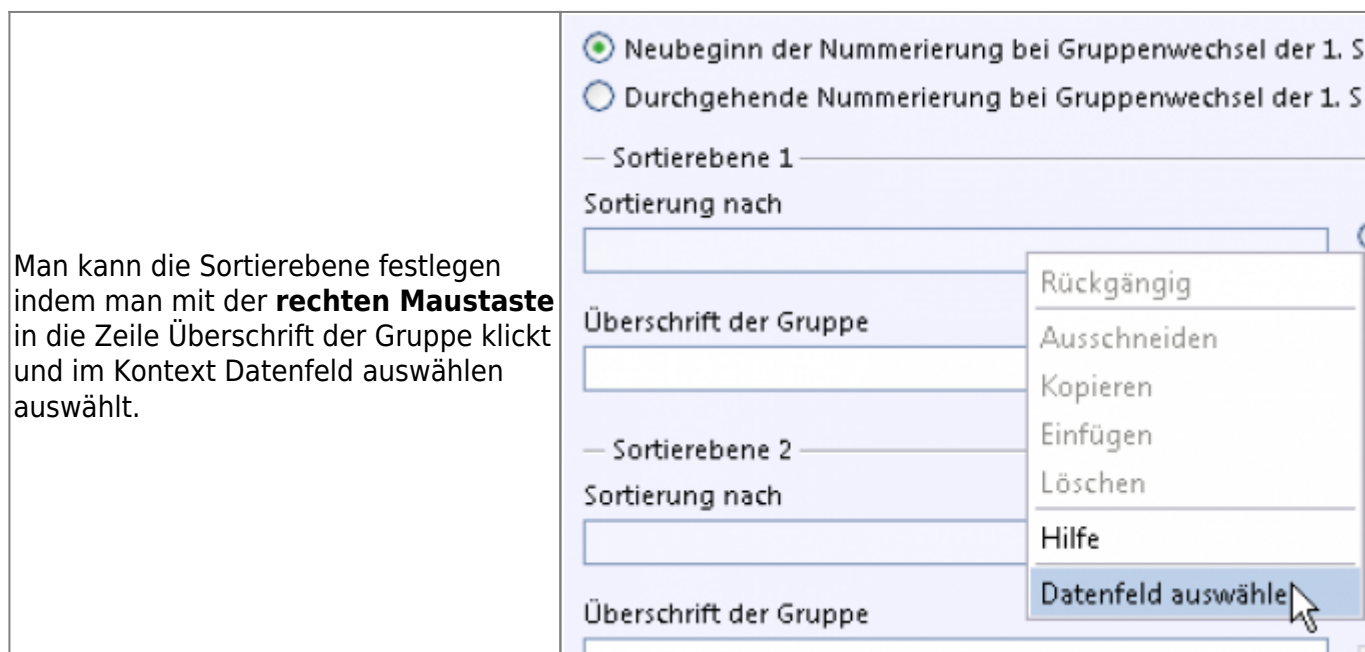 Man kann die Sortierebene festlegen
indem man mit der rechten Maustaste
in die Zeile Überschrift der Gruppe klickt
und im Kontext Datenfeld auswählen
auswählt.
Neubeginn der Nummerierung bei Gruppenwechsel der 1. S
Durchgehende Nummerierung bei Gruppenwechsel der 1. S
Sortierebene 1
Sortierung nach
Überschrift der Gruppe
Sortierebene 2
Sortierung nach
Überschrift der Gruppe
Rückgängig
Ausschneiden
Kopieren
Einfügen
Löschen
Hilfe
Datenfeld auswähle